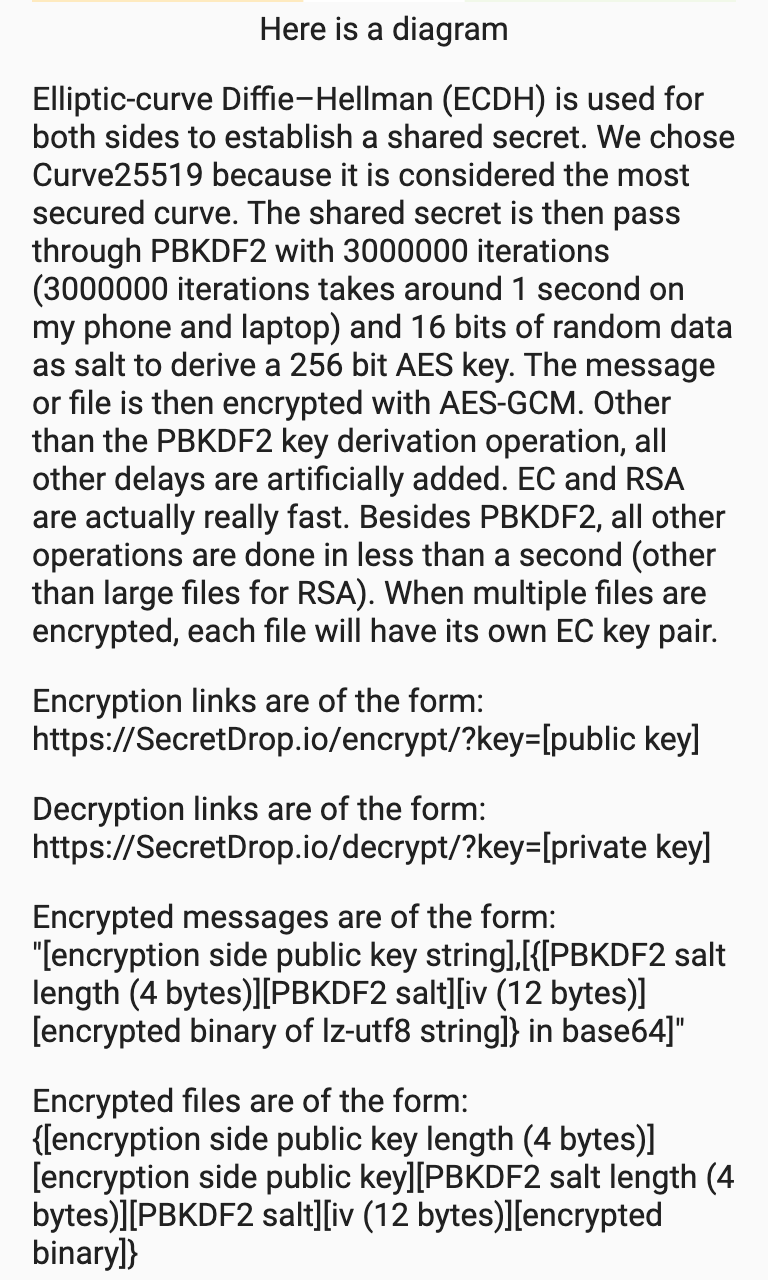 Here is a diagram
Elliptic-curve Diffie–Hellman (ECDH) is used for
both sides to establish a shared secret. We chose
Curve25519 because it is considered the most
secured curve. The shared secret is then pass
through PBKDF2 with 3000000 iterations
(3000000 iterations takes around 1 second on
my phone and laptop) and 16 bits of random data
as salt to derive a 256 bit AES key. The message
or file is then encrypted with AES-GCM. Other
than the PBKDF2 key derivation operation, all
other delays are artificially added. EC and RSA
are actually really fast. Besides PBKDF2, all other
operations are done in less than a second (other
than large files for RSA). When multiple files are
encrypted, each file will have its own EC key pair.
Encryption links are of the form:
https://SecretDrop.io/encrypt/?key=[public key]
Decryption links are of the form:
https://SecretDrop.io/decrypt/?key=[private key]
Encrypted messages are of the form:
"[encryption side public key string],[{[PBKDF2 salt
length (4 bytes)][PBKDF2 salt][iv (12 bytes)]
[encrypted binary of lz-utf8 string]} in base64]"
Encrypted files are of the form:
{[encryption side public key length (4 bytes)]
[encryption side public key][PBKDF2 salt length (4
bytes)][PBKDF2 salt][iv (12 bytes)][encrypted
binary]}